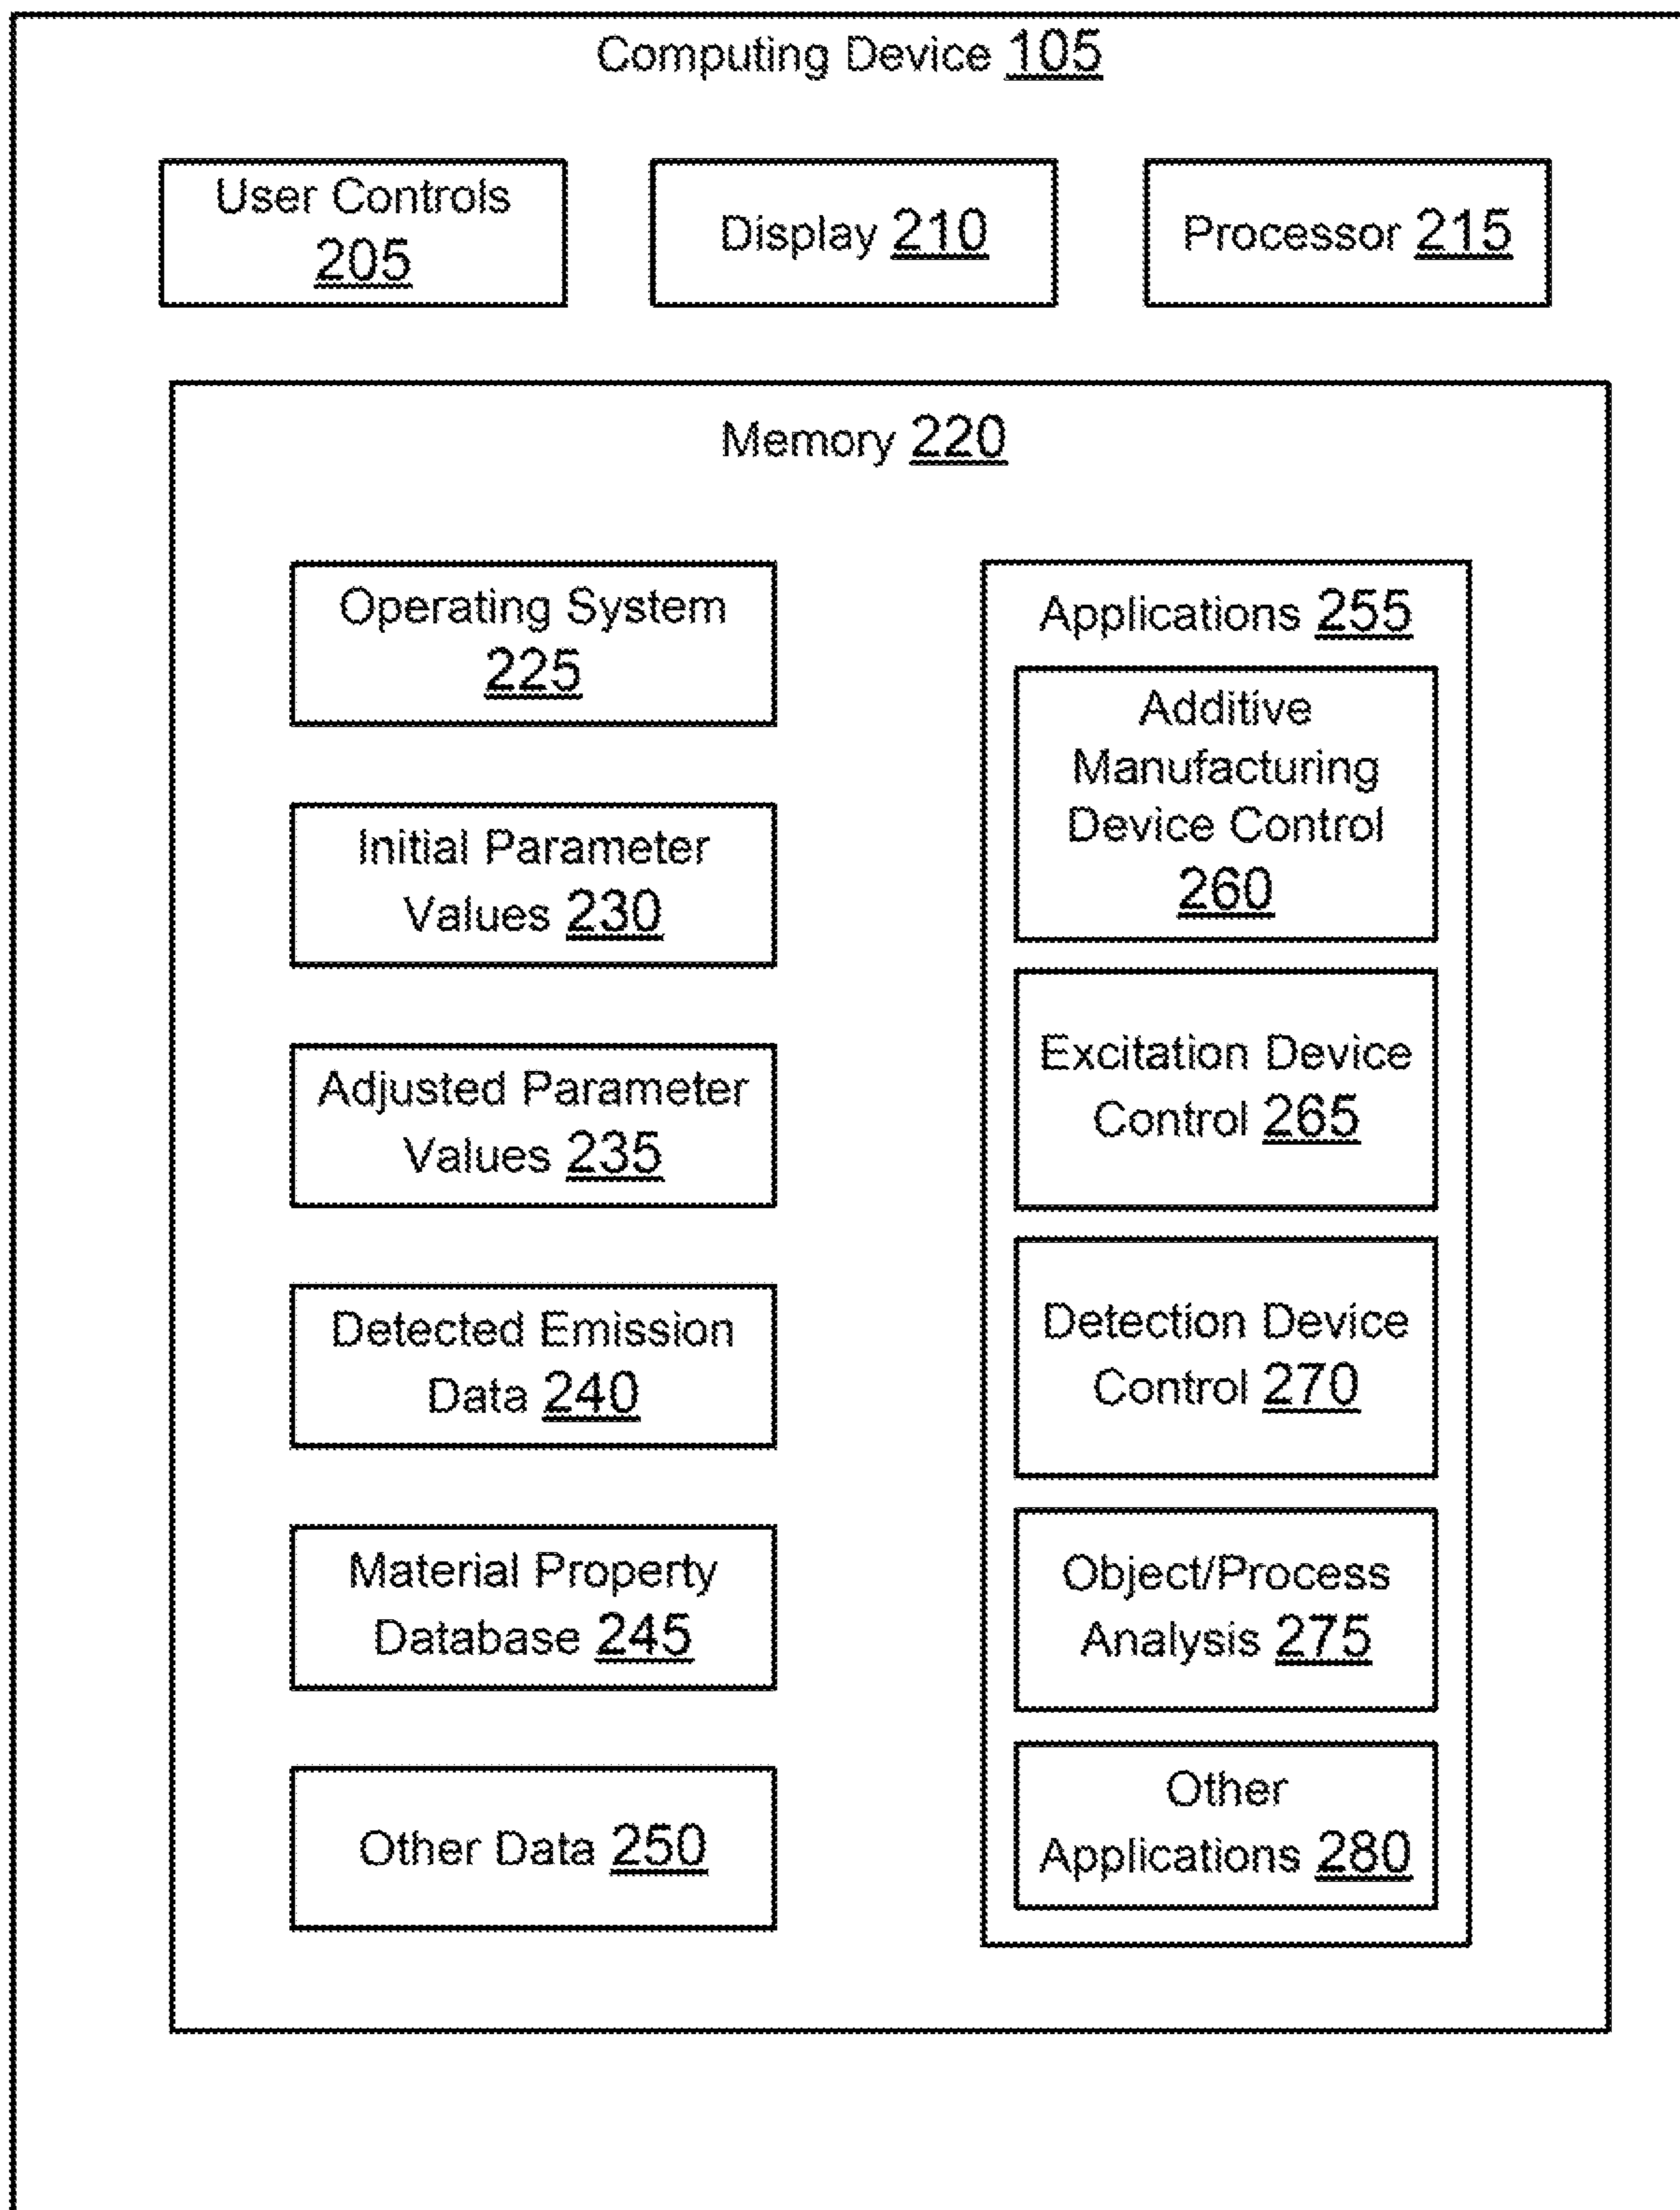 Computing Device 105
User Controls
205
Display 210
Processor 215
Memory 220
Operating System
225
Initial Parameter
Values 230
Adjusted Parameter
Values 235
Detected Emission
Data 240
Material Property
Database 245
Other Data 250
Applications 255
Additive
Manufacturing
Device Control
260
Excitation Device
Control 265
Detection Device
Control 270
Object/Process
Analysis 275
Other
Applications 280